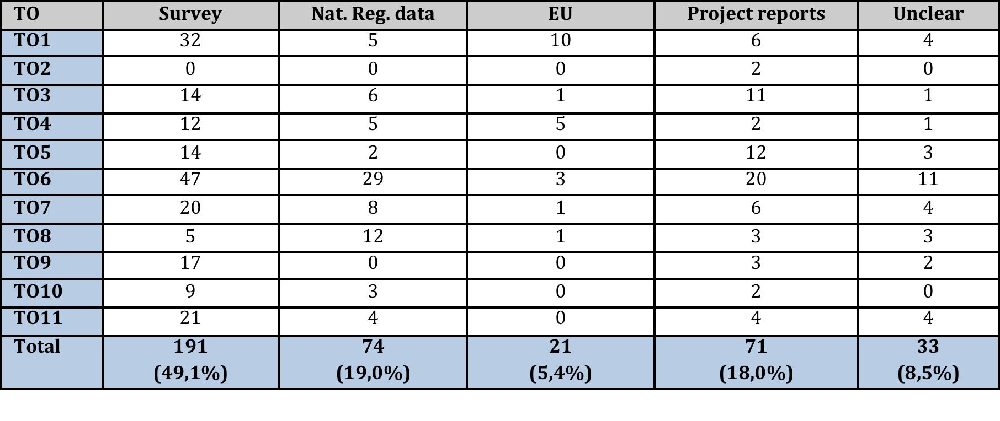 TO Survey Nat. Reg. data EU Project reports Unclear
TO1 32 5 10 6 4
TO2 0 0 0 2 0
TO3 14 6 1 11 1
TO4 12 5 5 2 1
TO5 14 2 0 12 3
TO6 47 29 3 20 11
TO7 20 8 1 6 4
TO8 5 12 1 3 3
TO9 17 0 0 3 2
TO10 9 3 0 2 0
TO11 21 4 0 4 4
Total 191 74 21 71 33
(49,1%) (19,0%) (5,4%) (18,0%) (8,5%)